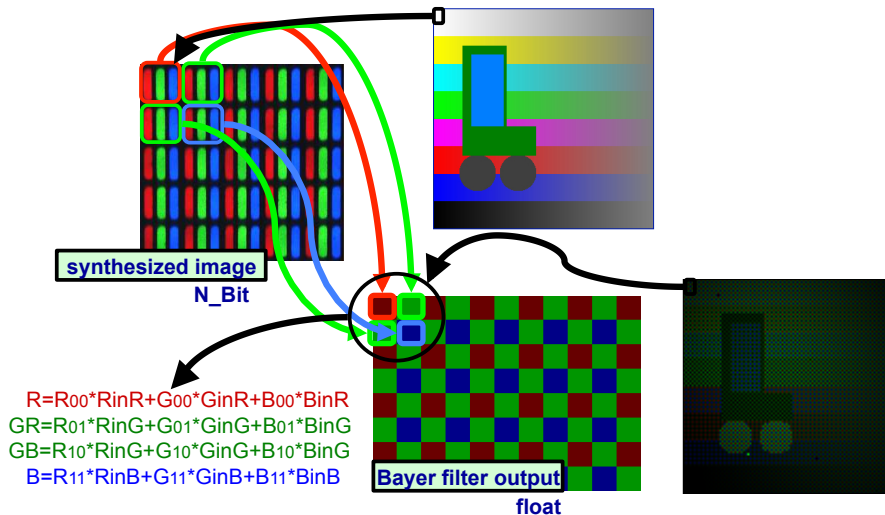 synthesized image
N_Bit
R=R00*RinR+G00*GinR+B00*BinR
GR=R01*RinG+G01*GinG+B01*BinG
GB=R10*RinG+G10*GinG+B10*BinG
B=R11*RinB+G11*GinB+B11*BinB
Bayer filter output
float